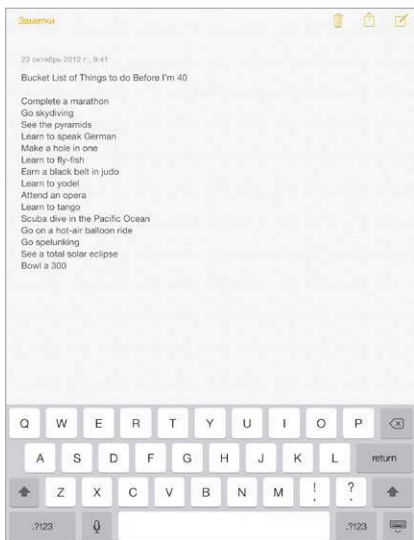 Заметки
23 октябрь 2012 г., 9:41
Bucket List of Things to do Before I'm 40
Complete a marathon
Go skydiving
See the pyramids
Learn to speak German
Make a hole in one
Learn to fly-fish
Earn a black belt in judo
Learn to yodel
Attend an opera
Learn to tango
Scuba dive in the Pacific Ocean
Go on a hot-air balloon ride
Go spelunking
See a total solar eclipse
Bowl a 300
Q W E R T Y U I O P
A S D F G H J K L return
Z X C V B N M ! , ? .
.?123 .?123